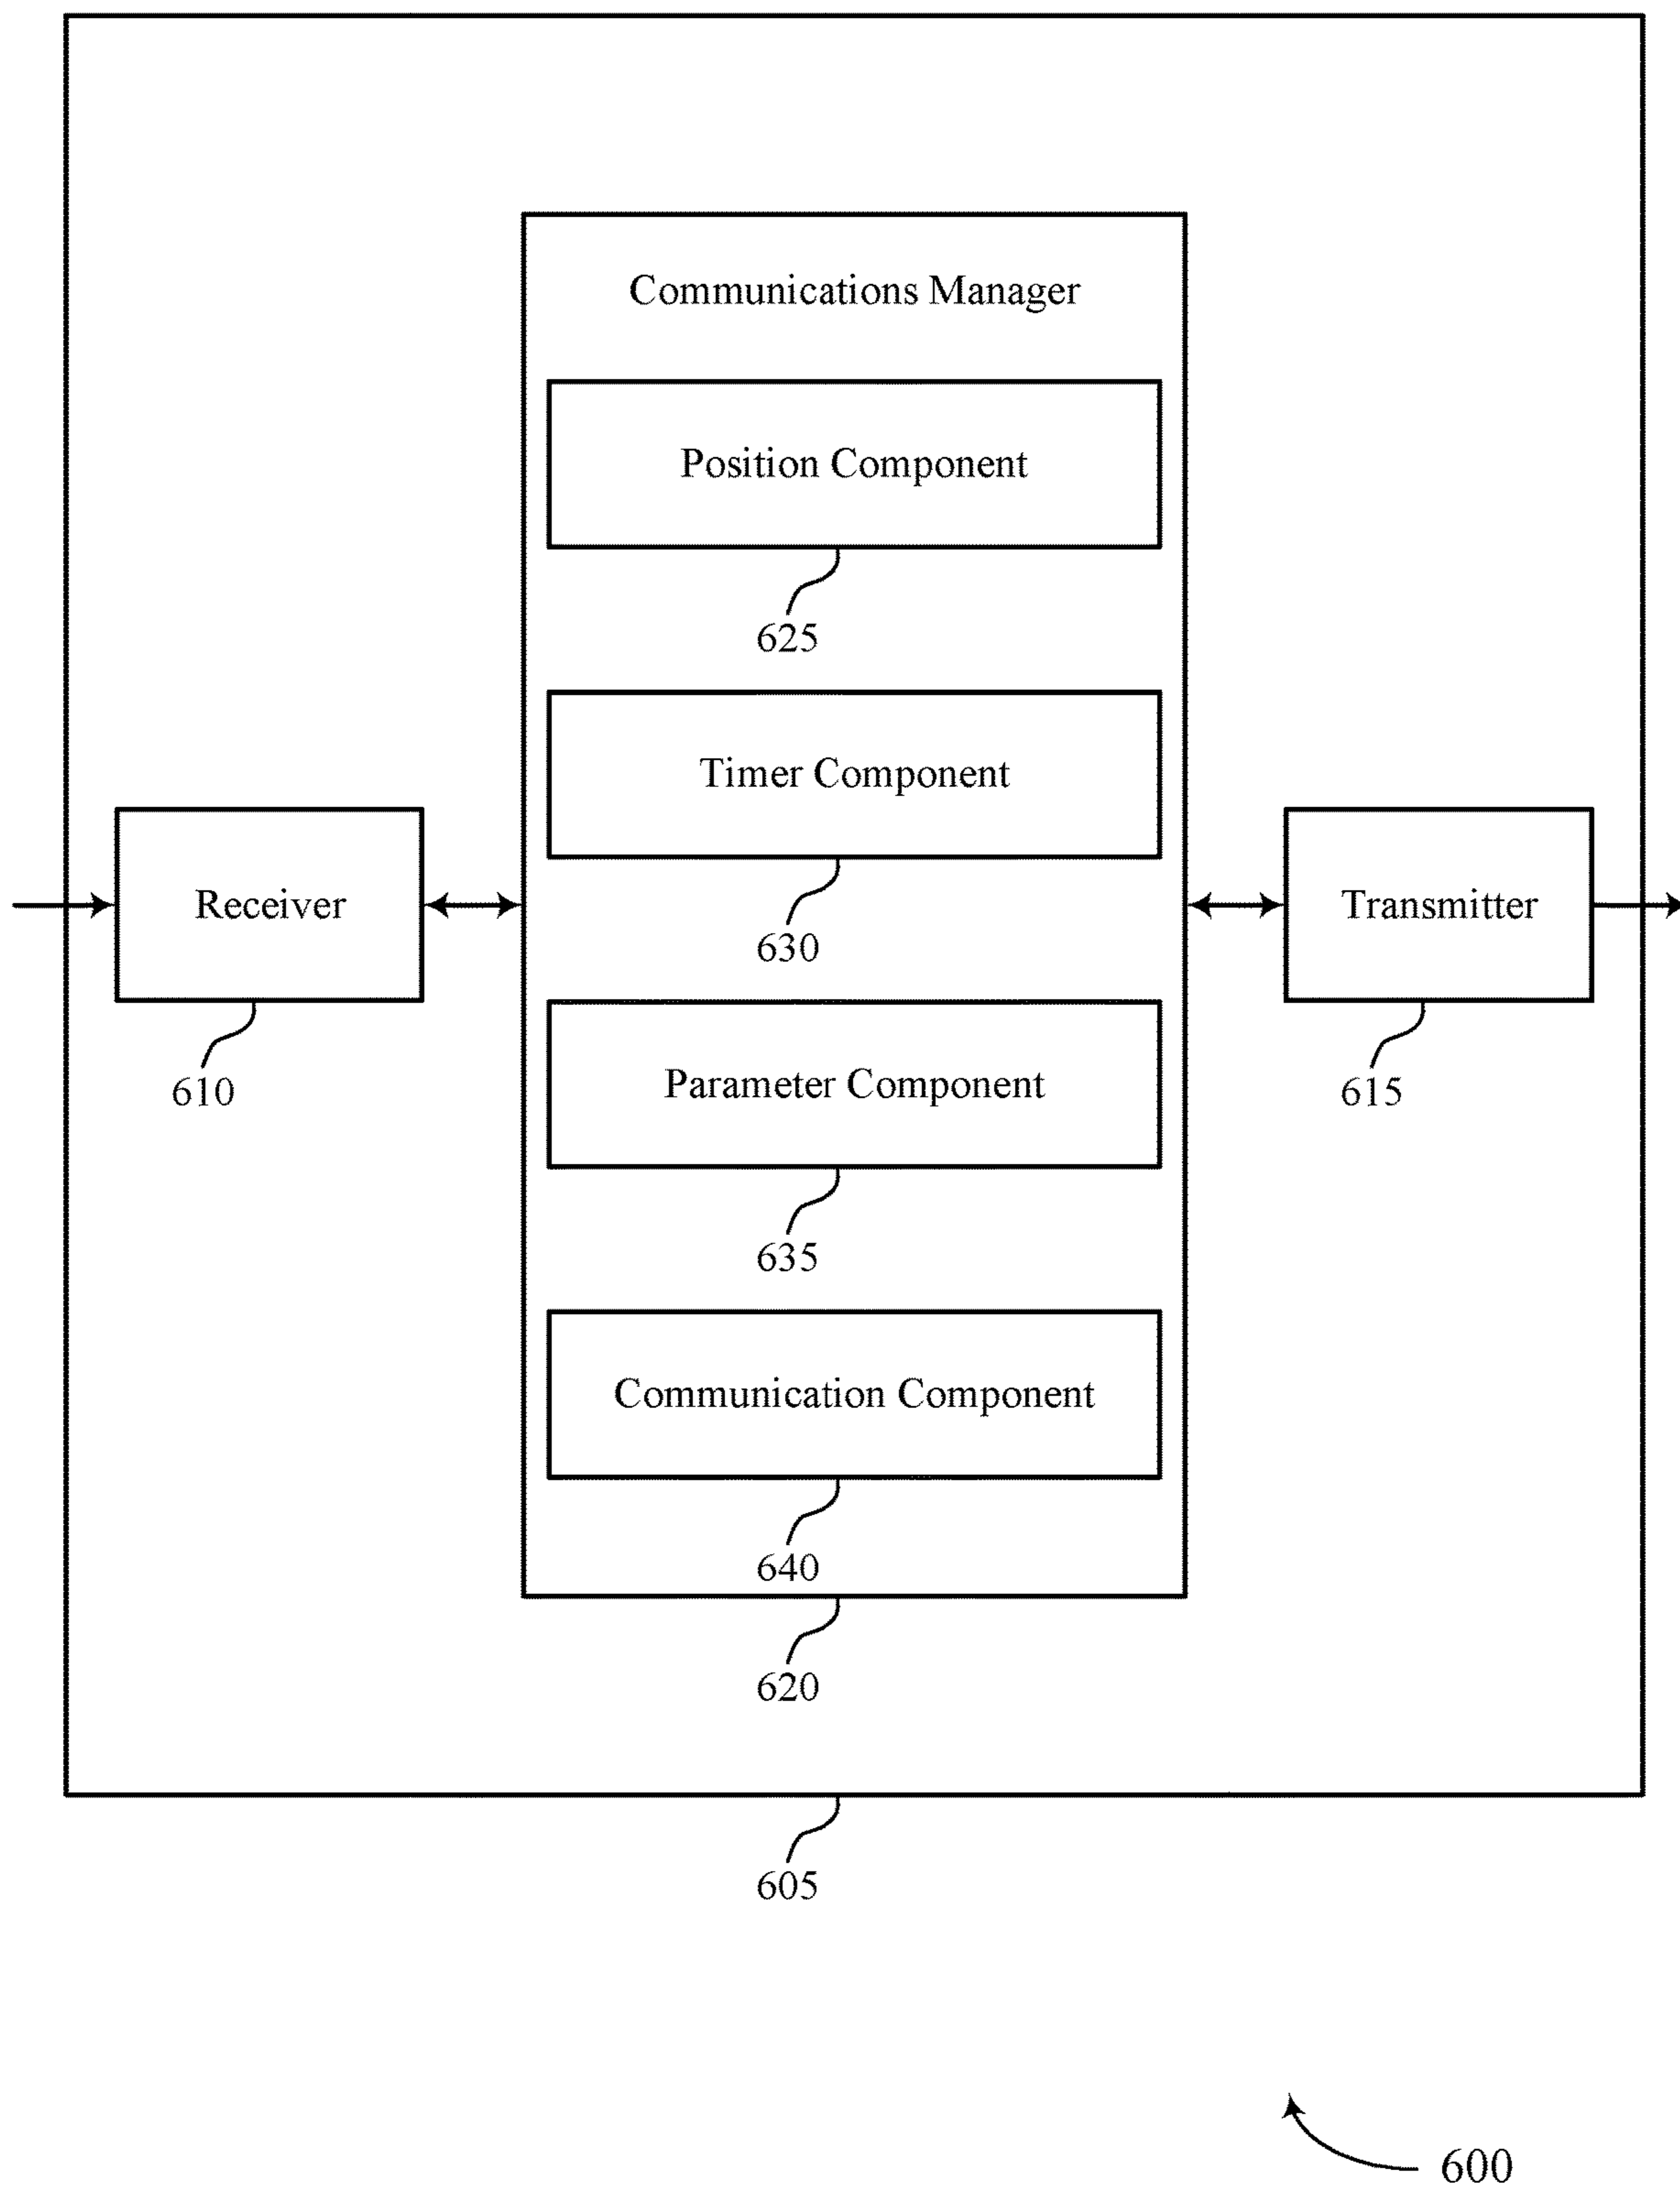 Communications Manager
Position Component
625
Timer Component
630
Receiver
610
Transmitter
615
Parameter Component
635
Communication Component
640
620
605
600